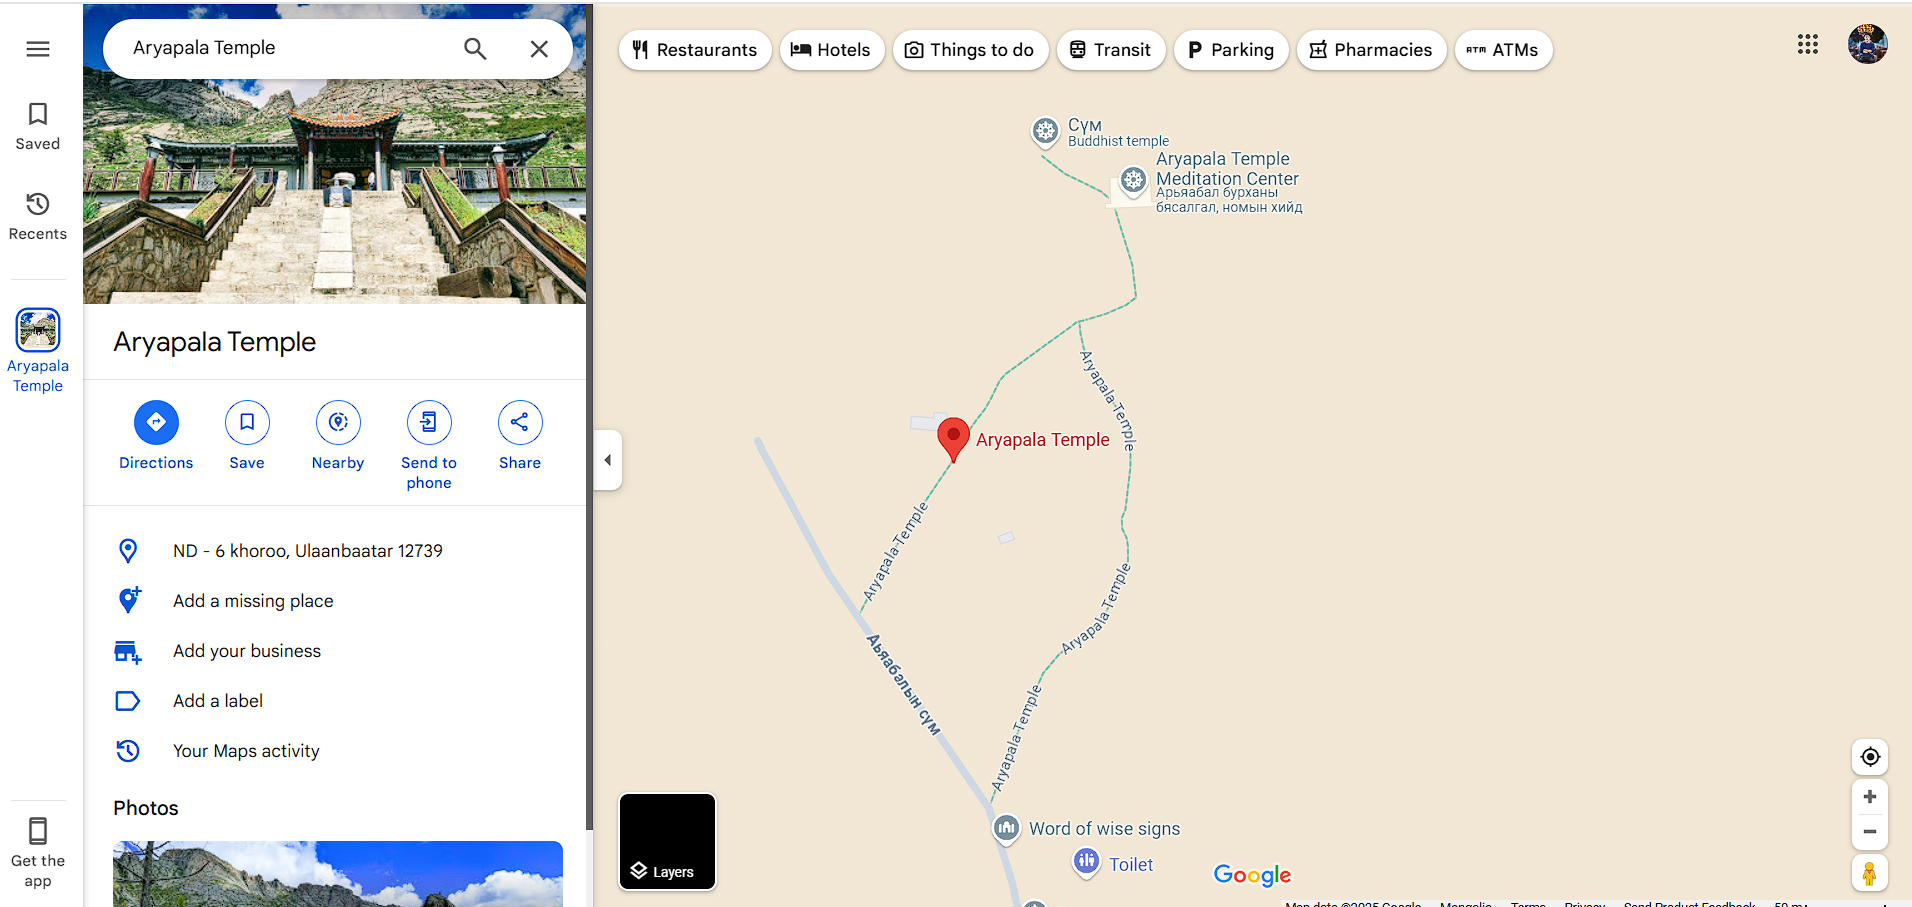 Aryapala Temple
Saved
Recents
Aryapala
Temple
Get the
app
Aryapala Temple
Directions
Save
Nearby
Send to
phone
Share
ND - 6 khoroo, Ulaanbaatar 12739
Add a missing place
Add your business
Add a label
Your Maps activity
Photos
Restaurants
Hotels
Things to do
Transit
P Parking
Pharmacies
ATM ATMs
Сүм
Buddhist temple
Aryapala Temple
Meditation Center
Арьяабал бурханы
бясалгал, номын хийд
Aryapala-Temple
Aryapala Temple
Aryapala-Temple
Aryapala-Temple
Аьяабалын сүм
Aryapala-Temple
Word of wise signs
Toilet
Layers
Google
Map data ©2025 Google
Mongolia
Terms
Privacy
Send Product Feedback
50 m